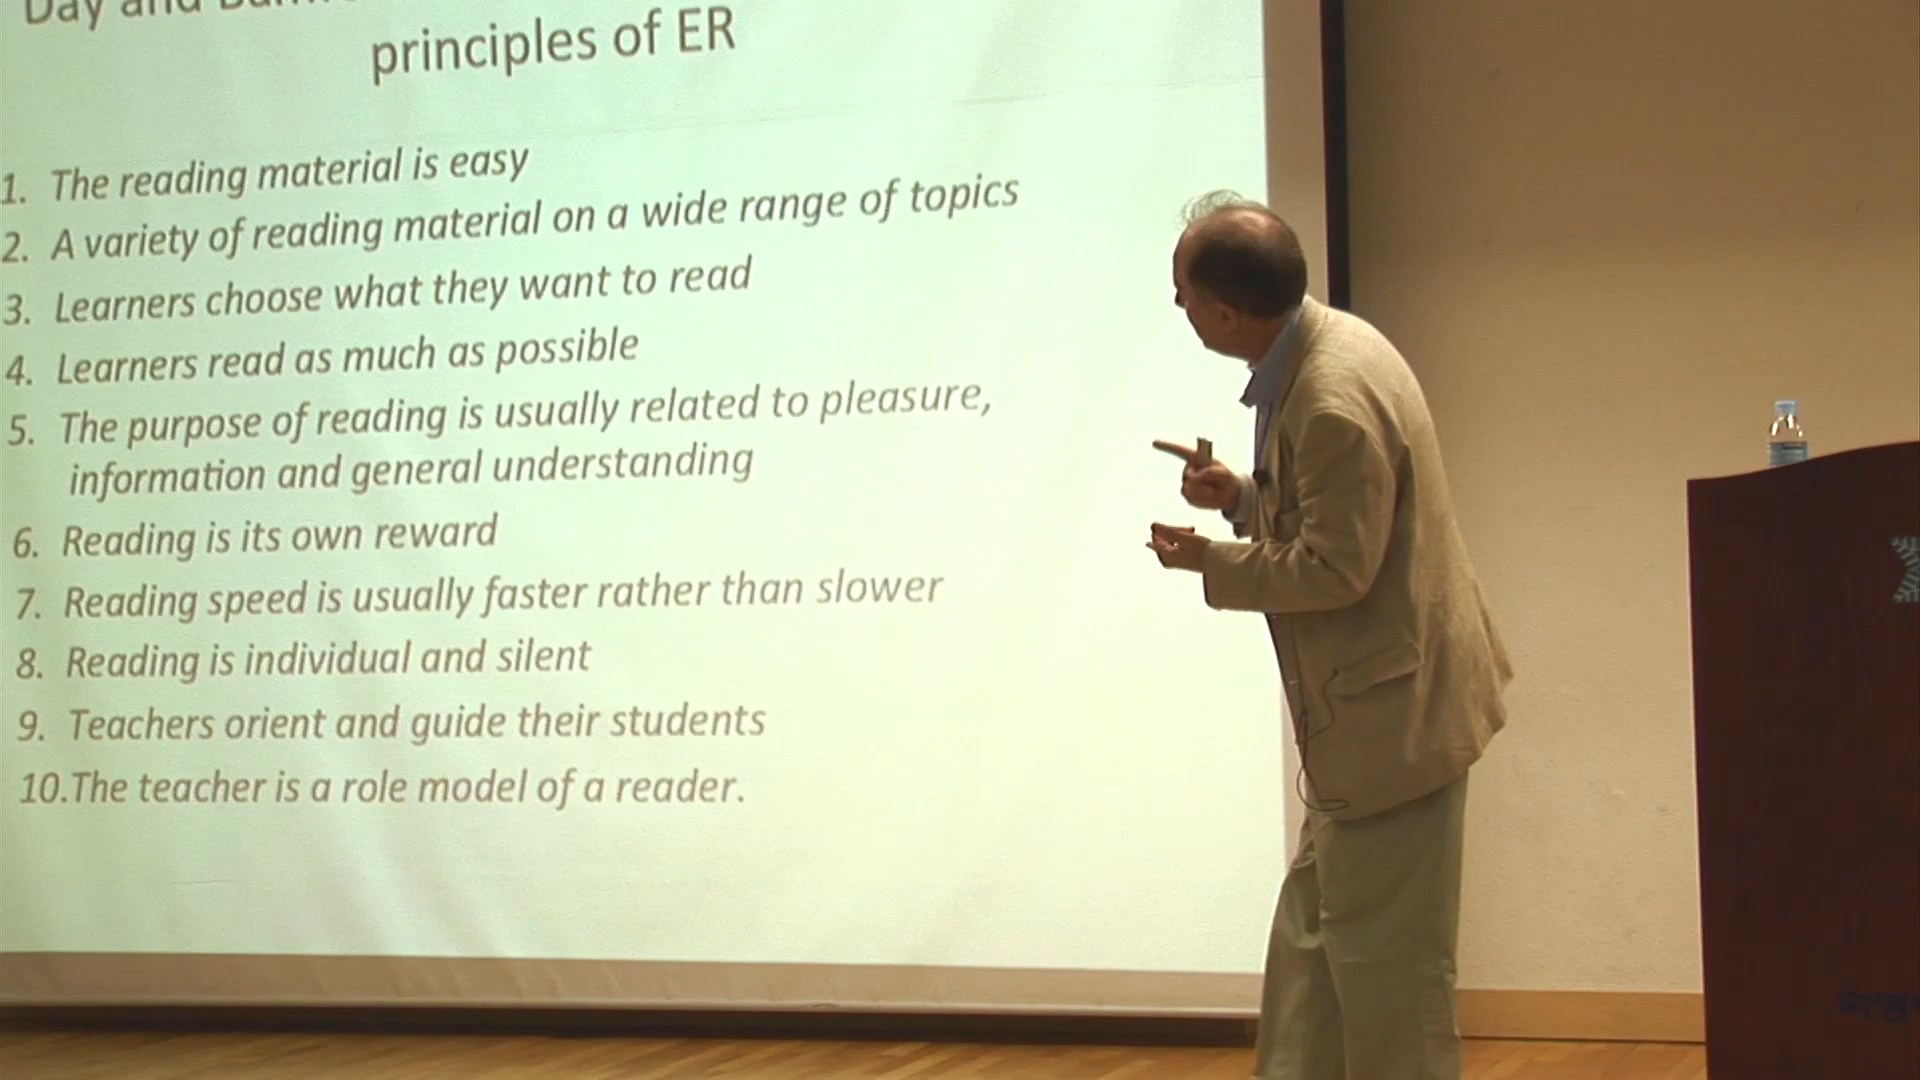 Day and
principles of ER
1. The reading material is easy
2. A variety of reading material on a wide range of topics
3. Learners choose what they want to read
4. Learners read as much as possible
5. The purpose of reading is usually related to pleasure,
information and general understanding
6. Reading is its own reward
7. Reading speed is usually faster rather than slower
8. Reading is individual and silent
9. Teachers orient and guide their students
10.The teacher is a role model of a reader.